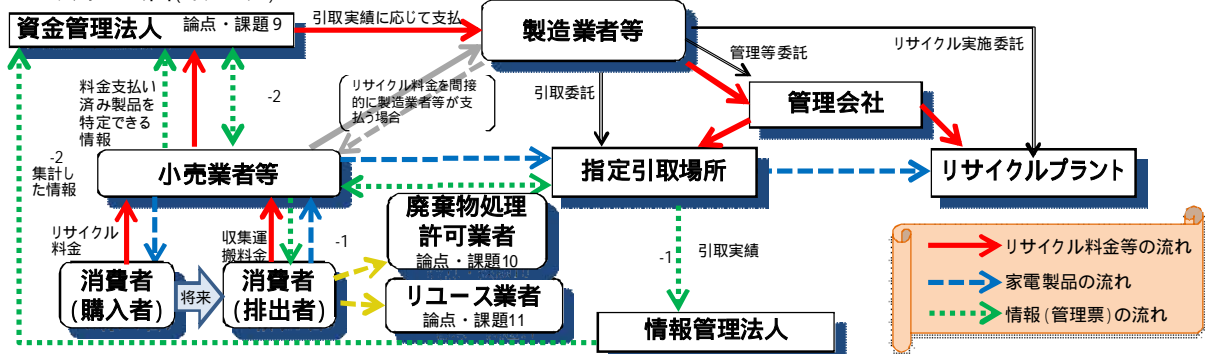 資金管理法人 論点・課題9
引取実績に応じて支払
製造業者等
リサイクル実施委託
管理等委託
引取委託
管理会社
料金支払い
済み製品を
特定できる
情報
-2
リサイクル料金を間接
的に製造業者等が支
払う場合
-2
集計し
た情報
小売業者等
指定引取場所
リサイクルプラント
リサイクル
料金
収集運
搬料金
-1
廃棄物処理
許可業者
論点・課題10
-1
引取実績
消費者
(購入者)
将来
消費者
(排出者)
リユース業者
論点・課題11
情報管理法人
リサイクル料金等の流れ
家電製品の流れ
情報(管理票)の流れ